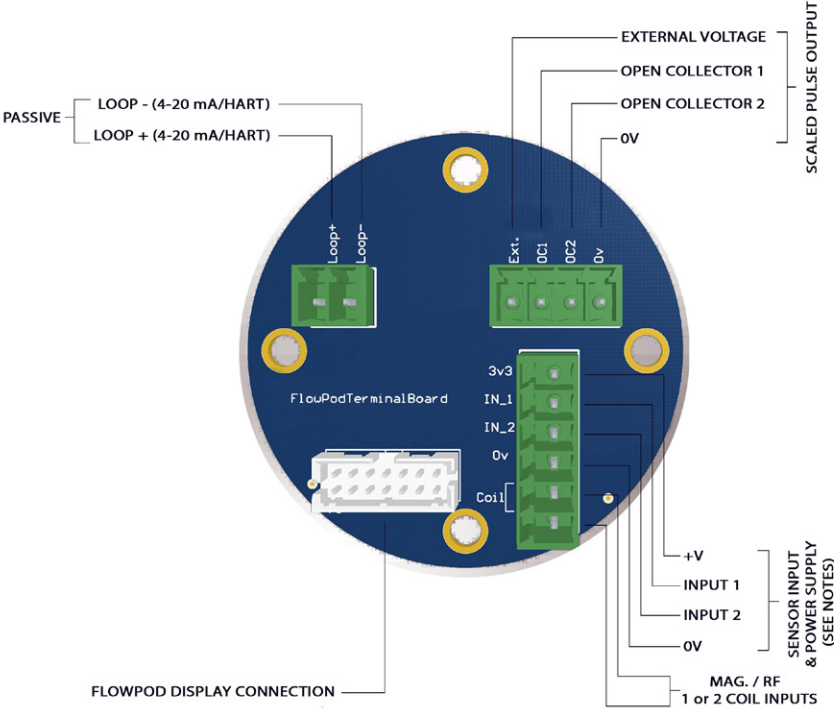 EXTERNAL VOLTAGE
OPEN COLLECTOR 1
OPEN COLLECTOR 2
0V
SCALED PULSE OUTPUT
PASSIVE
LOOP - (4-20 mA/HART)
LOOP + (4-20 mA/HART)
Loop+
Loop-
Ext.
OC1
OC2
0v
3v3
IN_1
IN_2
0v
Coil
FlowPodTerminalBoard
+V
INPUT 1
INPUT 2
0V
SENSOR INPUT
& POWER SUPPLY
(SEE NOTES)
MAG. / RF
1 or 2 COIL INPUTS
FLOWPOD DISPLAY CONNECTION